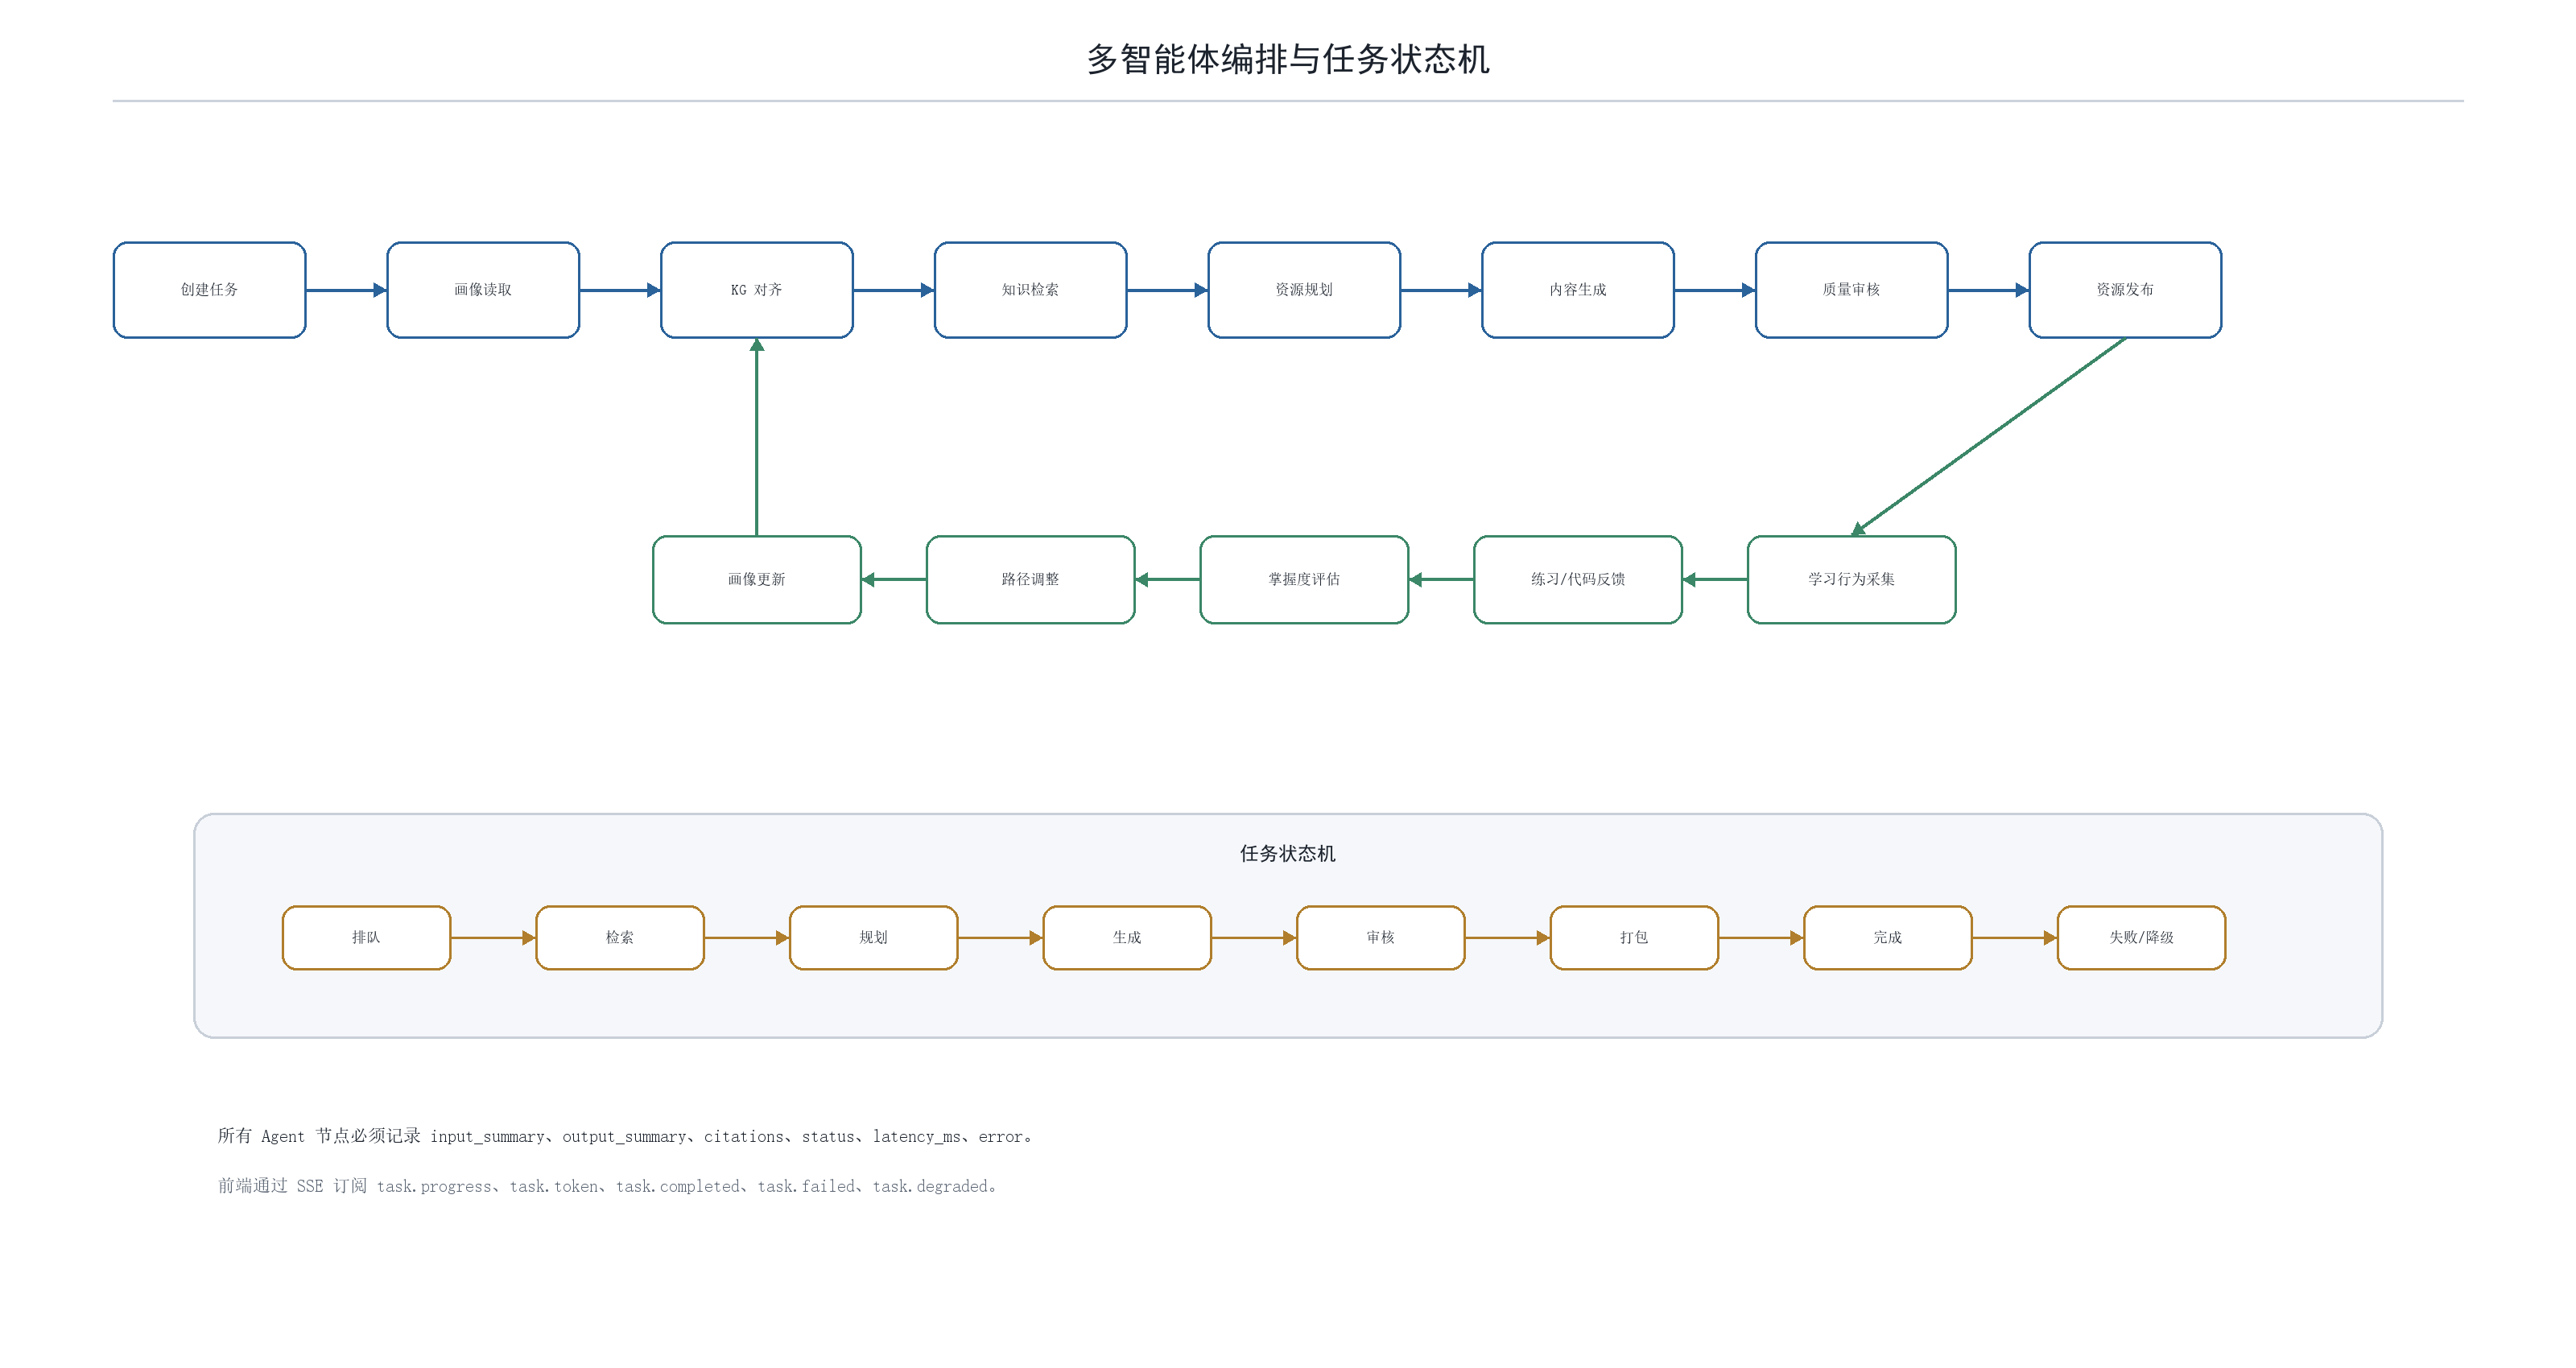 多智能体编排与任务状态机
创建任务
画像读取
KG 对齐
知识检索
资源规划
内容生成
质量审核
资源发布
画像更新
路径调整
掌握度评估
练习/代码反馈
学习行为采集
任务状态机
排队
检索
规划
生成
审核
打包
完成
失败/降级
所有 Agent 节点必须记录 input_summary、output_summary、citations、status、latency_ms、error。
前端通过 SSE 订阅 task.progress、task.token、task.completed、task.failed、task.degraded。